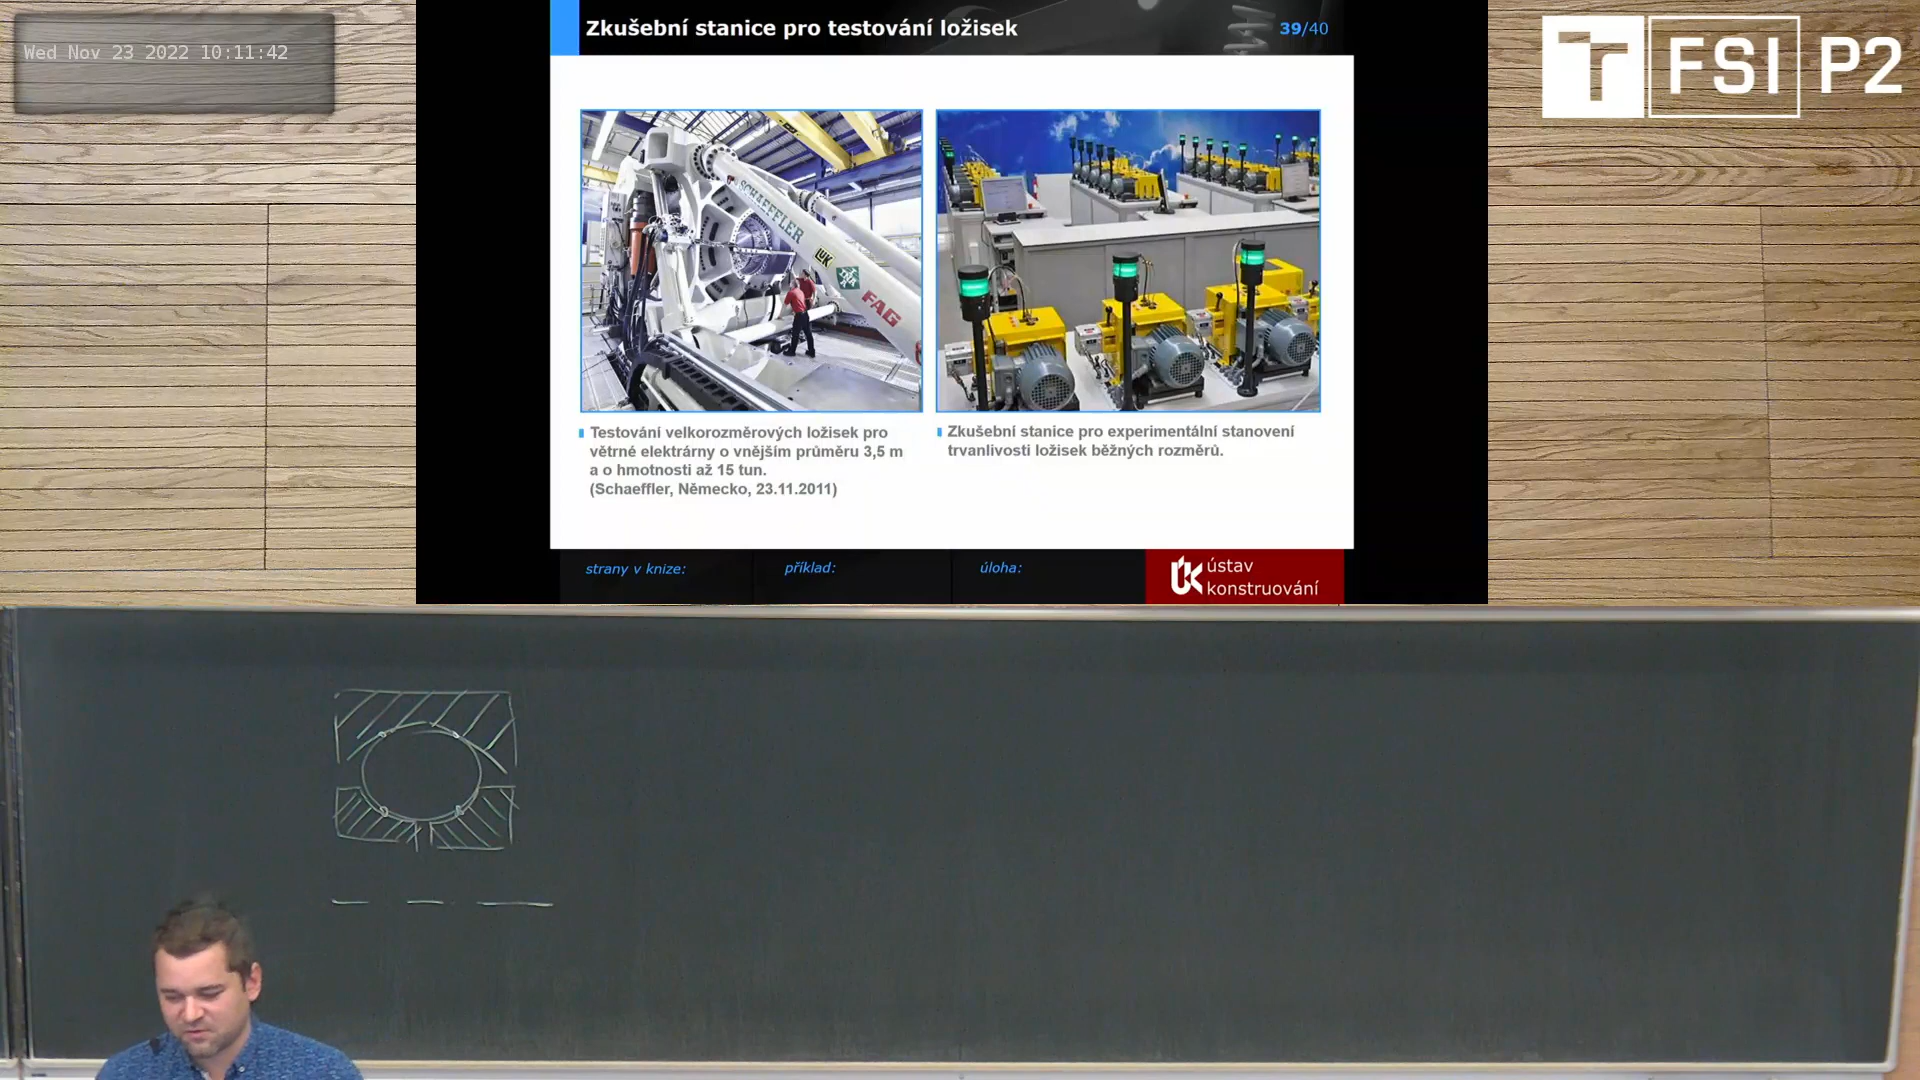 Wed Nov 23 2022 10:11:42
Zkušební stanice pro testování ložisek
39/40
FSI P2
SCHAEFFLER
LUK
INA
FAG
Testování velkorozměrových ložisek pro
větrné elektrárny o vnějším průměru 3,5 m
a o hmotnosti až 15 tun.
(Schaeffler, Německo, 23.11.2011)
Zkušební stanice pro experimentální stanovení
trvanlivosti ložisek běžných rozměrů.
strany v knize:
příklad:
úloha:
ústav
konstruování